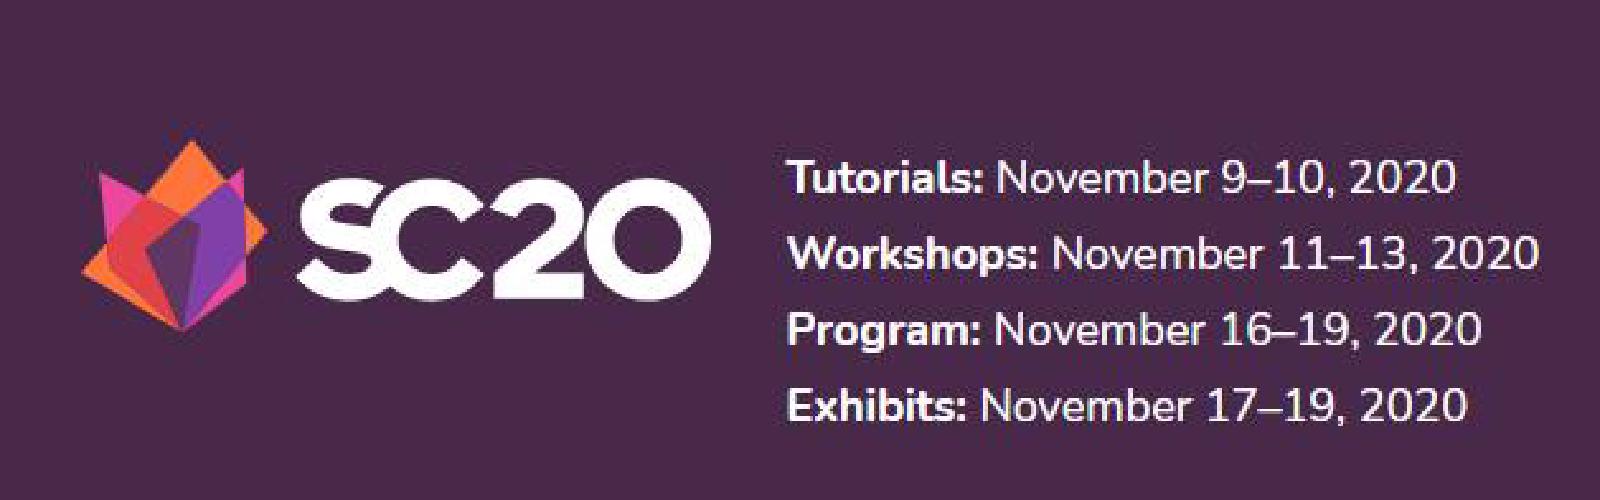 SC20
Tutorials: November 9–10, 2020
Workshops: November 11–13, 2020
Program: November 16–19, 2020
Exhibits: November 17–19, 2020